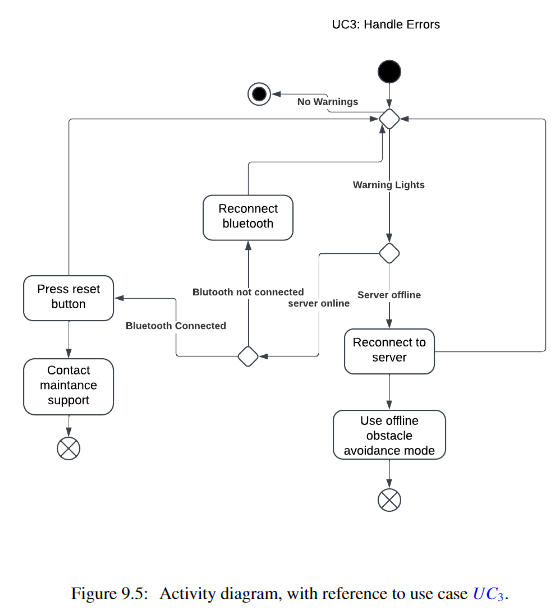 UC3: Handle Errors
No Warnings
Warning Lights
Reconnect
bluetooth
Blutooth not connected
server online
Server offline
Press reset
button
Bluetooth Connected
Reconnect to
server
Contact
maintance
support
Use offline
obstacle
avoidance mode
Figure 9.5: Activity diagram, with reference to use case UC3.